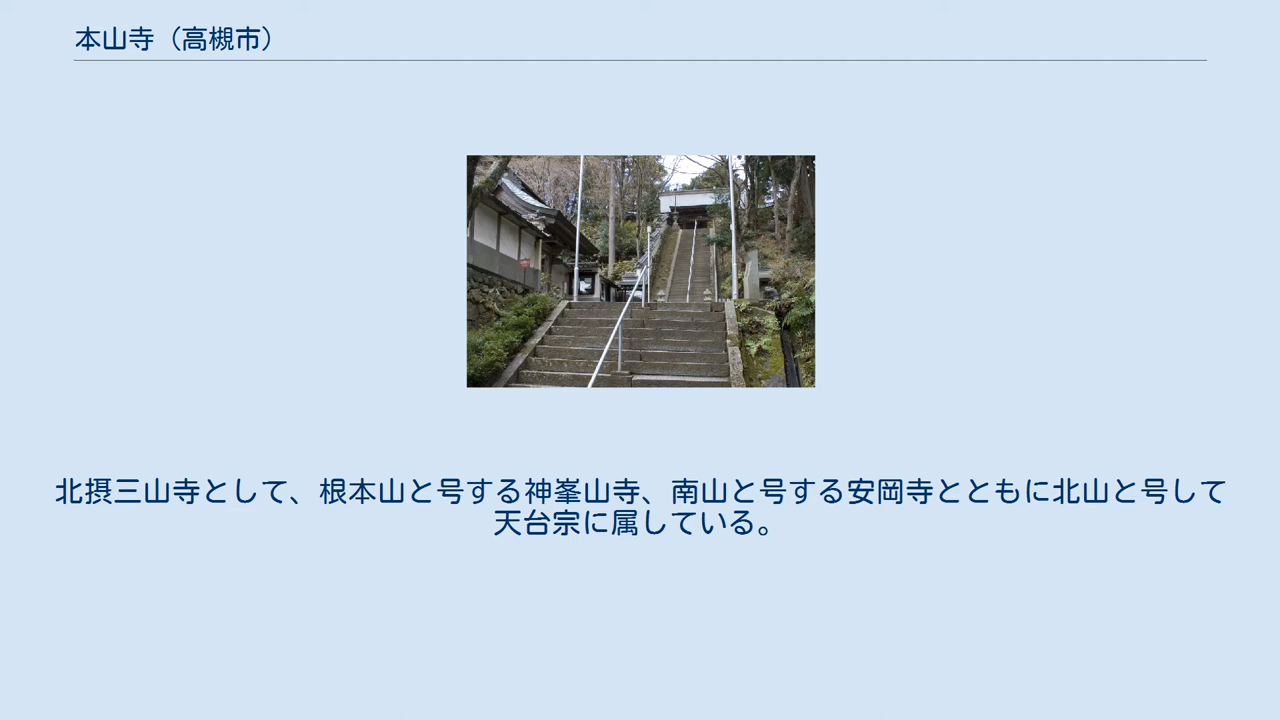 本山寺（高槻市）
北摂三山寺として、根本山と号する神峯山寺、南山と号する安岡寺とともに北山と号して
天台宗に属している。